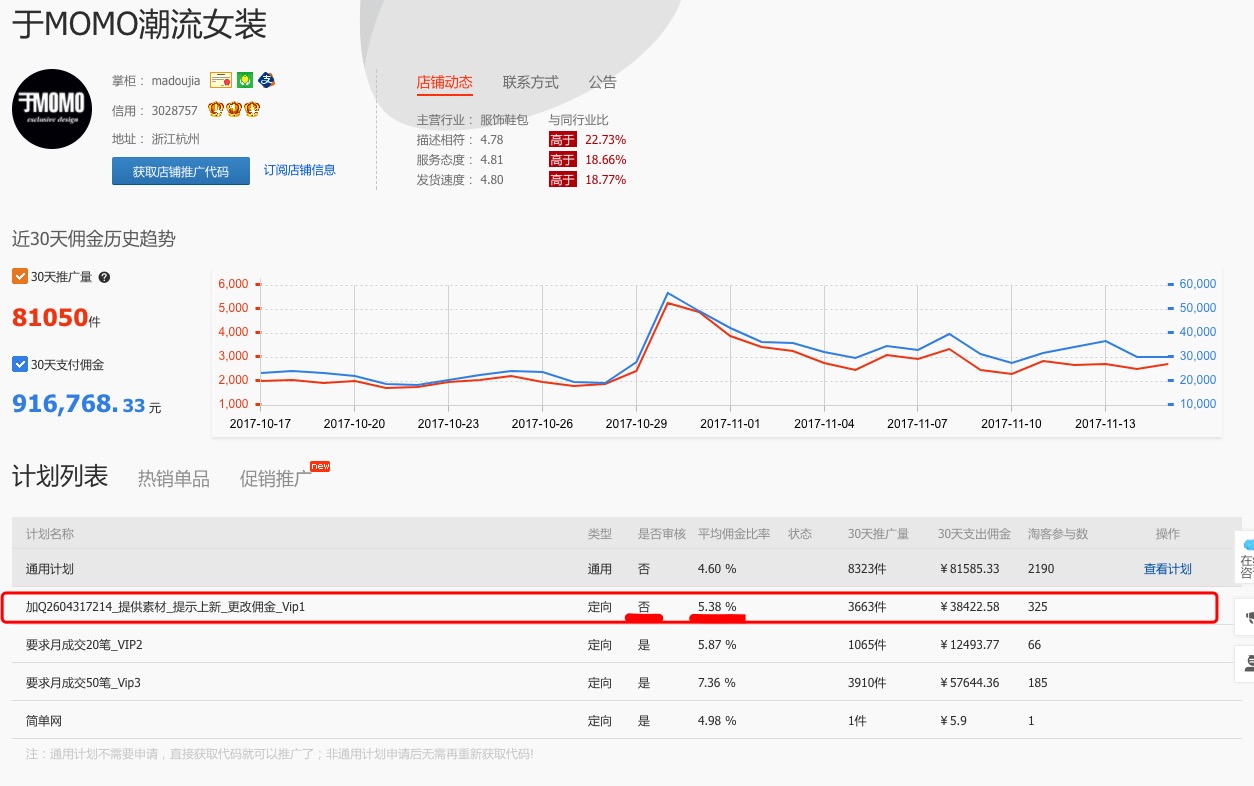 于MOMO潮流女装
于MOMO
exclusive design
掌柜： madoujia
信用： 3028757
地址： 浙江杭州
获取店铺推广代码 订阅店铺信息
店铺动态 联系方式 公告
主营行业： 服饰鞋包 与同行业比
描述相符： 4.78 高于 22.73%
服务态度： 4.81 高于 18.66%
发货速度： 4.80 高于 18.77%
近30天佣金历史趋势
30天推广量 ?
81050件
30天支付佣金
916,768.33元
6,000 60,000
5,000 50,000
4,000 40,000
3,000 30,000
2,000 20,000
1,000 10,000
2017-10-17 2017-10-20 2017-10-23 2017-10-26 2017-10-29 2017-11-01 2017-11-04 2017-11-07 2017-11-10 2017-11-13
计划列表 热销单品 促销推广 new
计划名称 类型 是否审核 平均佣金比率 状态 30天推广量 30天支出佣金 淘客参与数 操作
通用计划 通用 否 4.60 % 8323件 ¥81585.33 2190 查看计划
加Q2604317214_提供素材_提示上新_更改佣金_Vip1 定向 否 5.38 % 3663件 ¥38422.58 325
要求月成交20笔_VIP2 定向 是 5.87 % 1065件 ¥12493.77 66
要求月成交50笔_Vip3 定向 是 7.36 % 3910件 ¥57644.36 185
简单网 定向 是 4.98 % 1件 ¥5.9 1
注：通用计划不需要申请，直接获取代码就可以推广了；非通用计划申请后无需再重新获取代码!